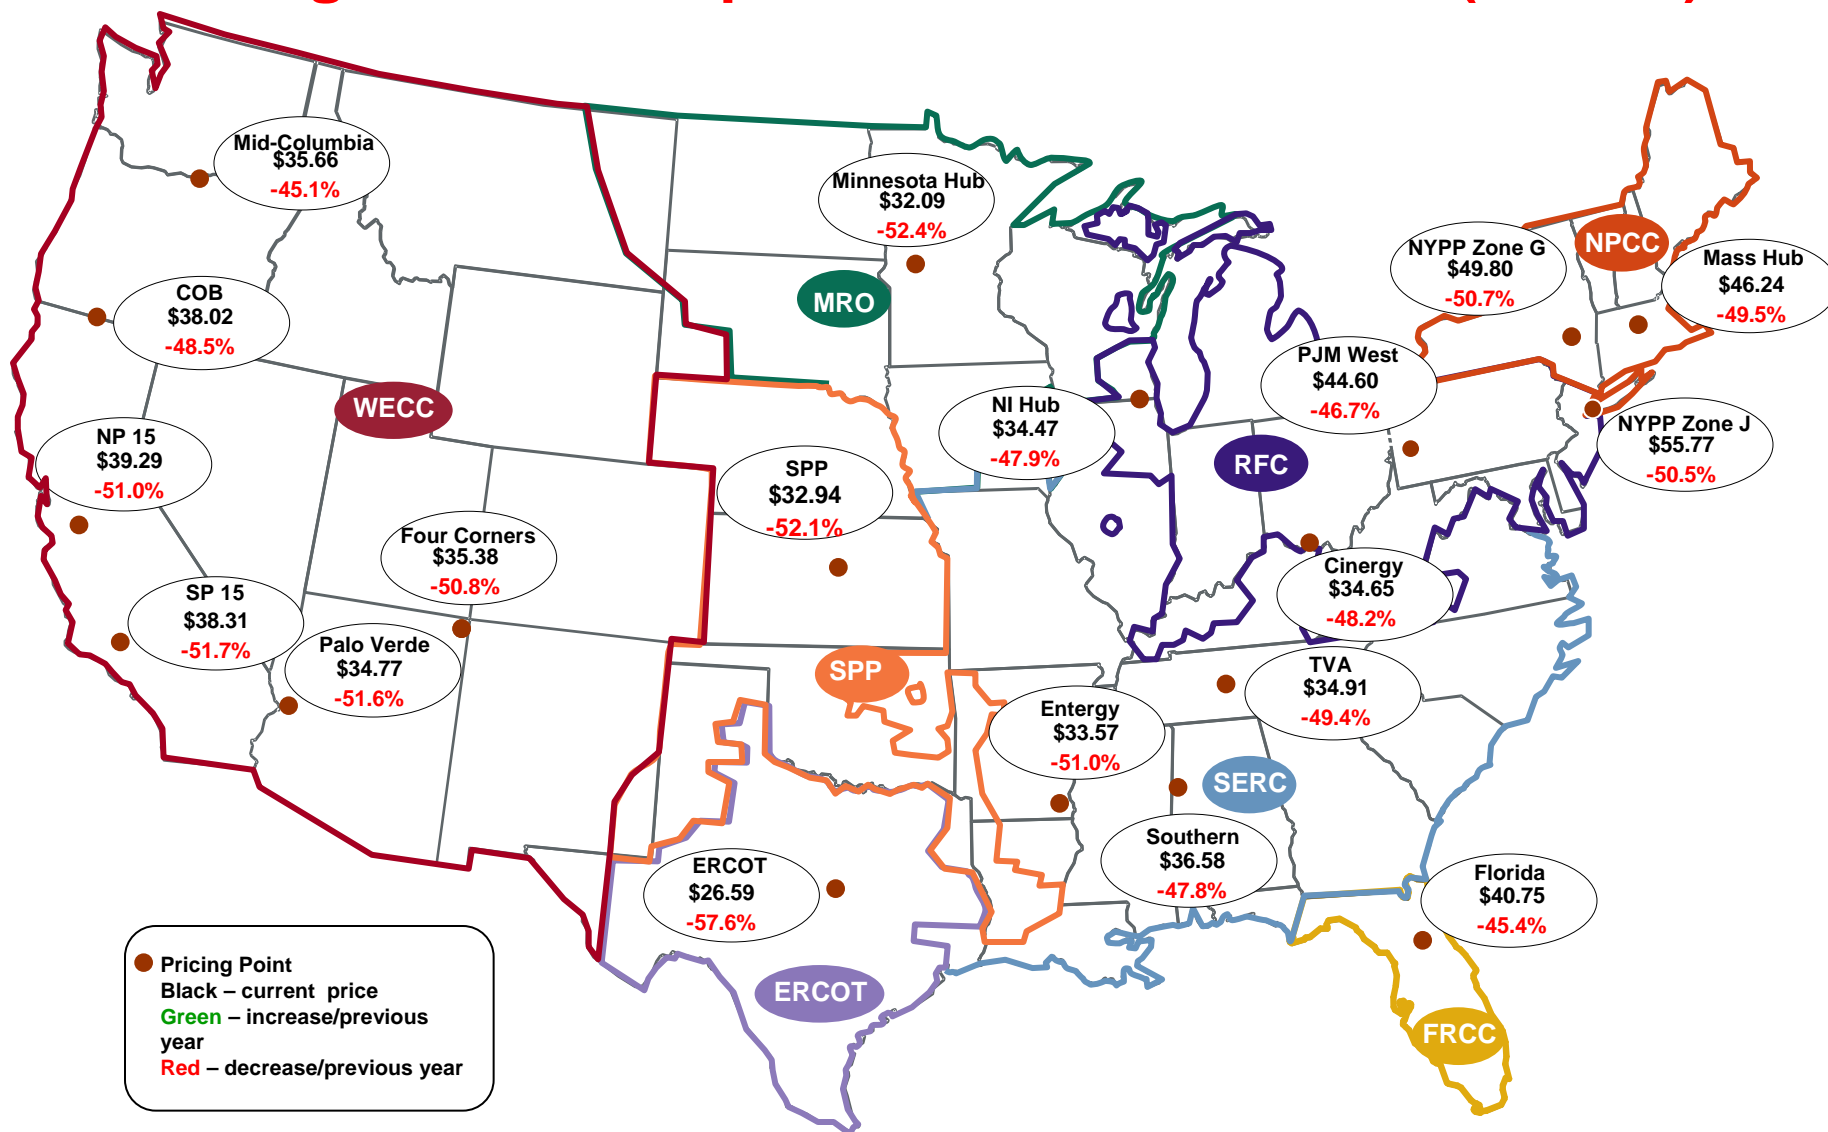 Mid-Columbia
$35.66
-45.1%
Minnesota Hub
$32.09
-52.4%
NYPP Zone G
$49.80
-50.7%
NPCC
Mass Hub
$46.24
-49.5%
COB
$38.02
-48.5%
MRO
PJM West
$44.60
-46.7%
WECC
NI Hub
$34.47
-47.9%
NYPP Zone J
$55.77
-50.5%
NP 15
$39.29
-51.0%
SPP
$32.94
-52.1%
RFC
Four Corners
$35.38
-50.8%
Cinergy
$34.65
-48.2%
SP 15
$38.31
-51.7%
Palo Verde
$34.77
-51.6%
SPP
TVA
$34.91
-49.4%
Entergy
$33.57
-51.0%
SERC
Southern
$36.58
-47.8%
ERCOT
$26.59
-57.6%
Florida
$40.75
-45.4%
ERCOT
FRCC
Pricing Point
Black – current price
Green – increase/previous
year
Red – decrease/previous year